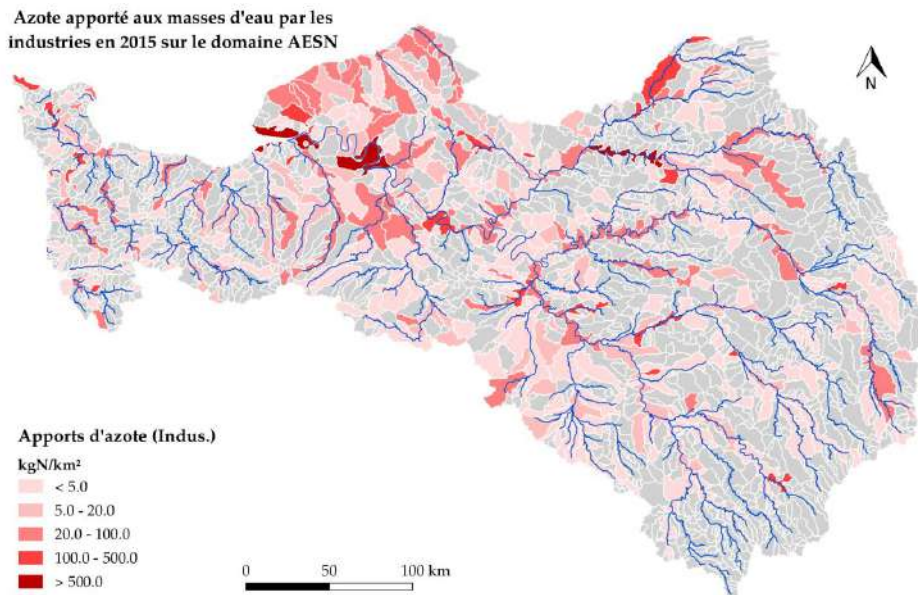 Azote apporté aux masses d'eau par les
industries en 2015 sur le domaine AESN
N
Apports d'azote (Indus.)
kgN/km²
< 5.0
5.0 - 20.0
20.0 - 100.0
100.0 - 500.0
> 500.0
0 50 100 km